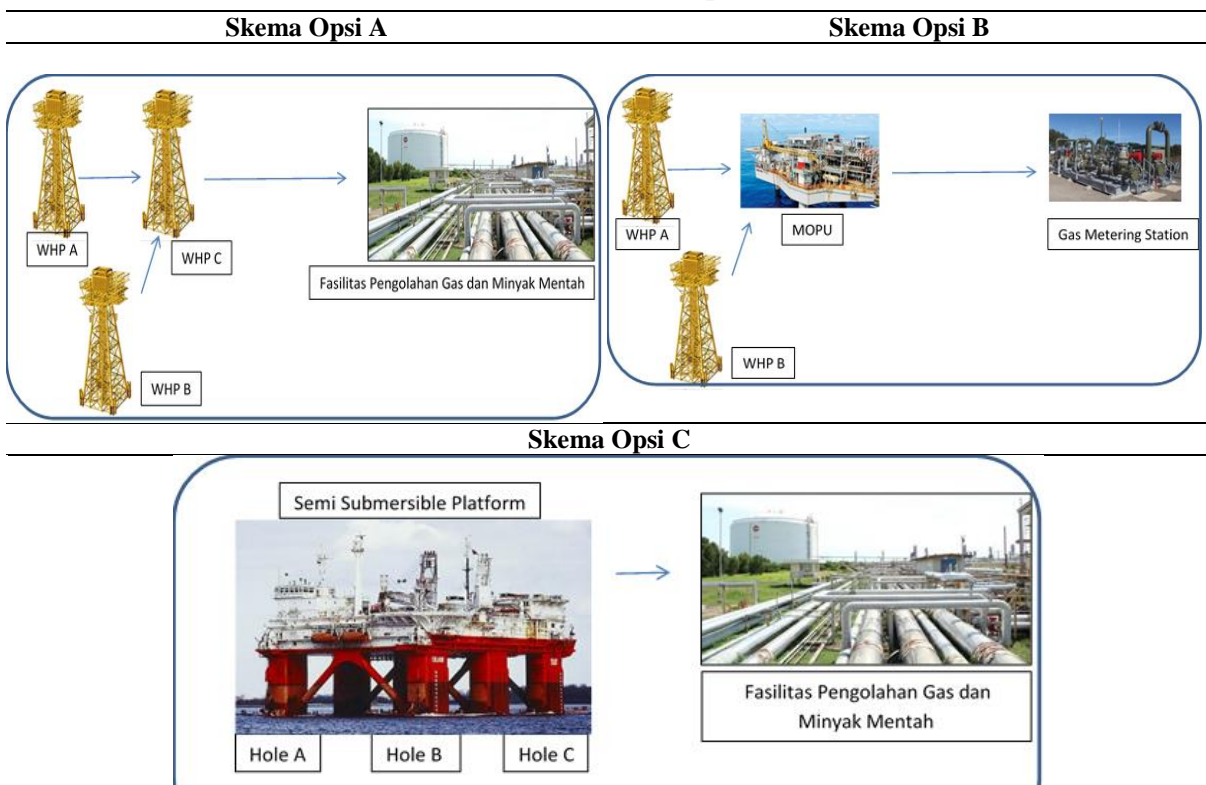 Skema Opsi A
Skema Opsi B
WHP A
WHP C
WHP B
Fasilitas Pengolahan Gas dan Minyak Mentah
WHP A
MOPU
Gas Metering Station
WHP B
Skema Opsi C
Semi Submersible Platform
Hole A
Hole B
Hole C
Fasilitas Pengolahan Gas dan
Minyak Mentah